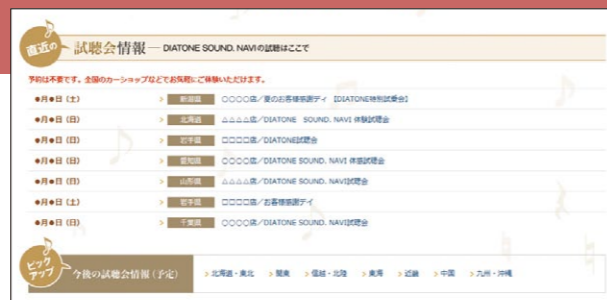 直近の 試聴会情報 ― DIATONE SOUND. NAVIの試聴はここで
予約は不要です。全国のカーショップなどでお気軽にご体験いただけます。
●月●日（土） > 新潟県 ○○○○店／夏のお客様感謝デイ 【DIATONE特別試乗会】
●月●日（日） > 北海道 △△△△店／DIATONE SOUND. NAVI 体験試聴会
●月●日（日） > 岩手県 □□□□店／DIATONE試聴会
●月●日（日） > 愛知県 ○○○○店／DIATONE SOUND. NAVI 体感試聴会
●月●日（日） > 山形県 △△△△店／DIATONE SOUND. NAVI試聴会
●月●日（土） > 岩手県 □□□□店／お客様感謝デイ
●月●日（日） > 千葉県 ○○○○店／DIATONE SOUND. NAVI試聴会
ピックアップ 今後の試聴会情報（予定） > 北海道・東北 > 関東 > 信越・北陸 > 東海 > 近畿 > 中国 > 九州・沖縄